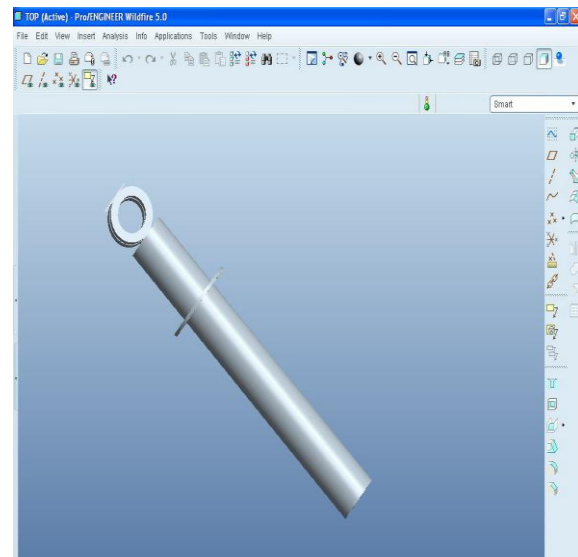 TOP (Active) - Pro/ENGINEER Wildfire 5.0
File Edit View Insert Analysis Info Applications Tools Window Help
Smart